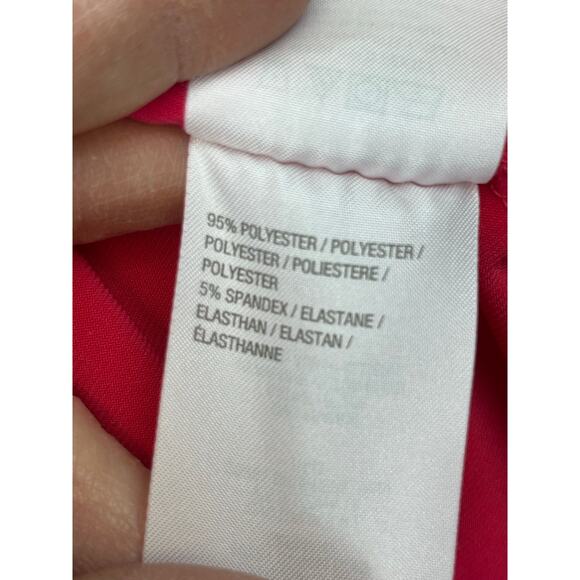 95% POLYESTER / POLYESTER /
POLYESTER / POLIESTERE /
POLYESTER
5% SPANDEX / ELASTANE /
ELASTHAN / ELASTAN /
ÉLASTHANNE